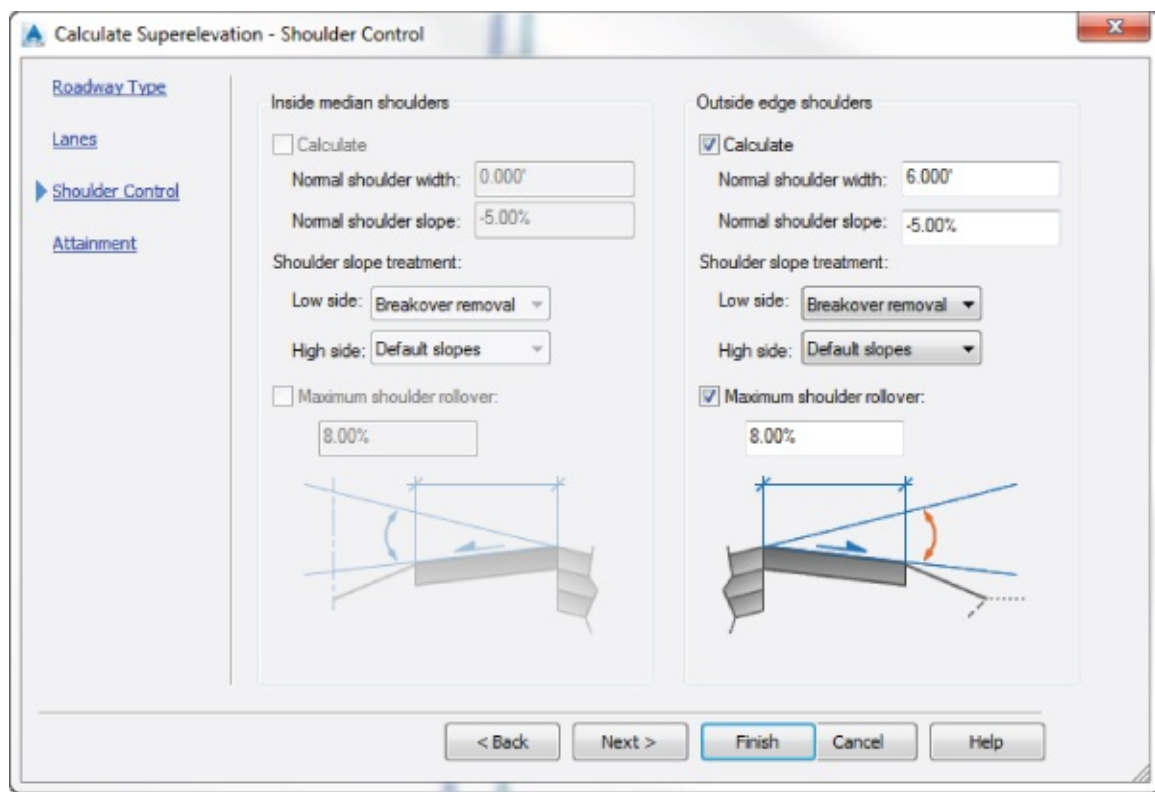 Calculate Superelevation - Shoulder Control
Roadway Type
Lanes
Shoulder Control
Attainment
Inside median shoulders
Calculate
Normal shoulder width: 0.000'
Normal shoulder slope: -5.00%
Shoulder slope treatment:
Low side: Breakover removal
High side: Default slopes
Maximum shoulder rollover:
8.00%
Outside edge shoulders
Calculate
Normal shoulder width: 6.000'
Normal shoulder slope: -5.00%
Shoulder slope treatment:
Low side: Breakover removal
High side: Default slopes
Maximum shoulder rollover:
8.00%
< Back Next > Finish Cancel Help